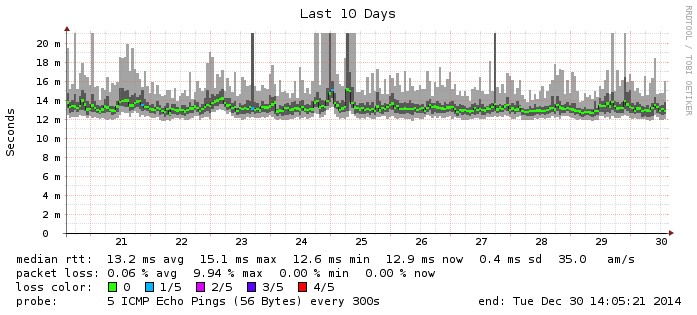 Last 10 Days
RRDTOOL / TOBI OETIKER
Seconds
20 m
18 m
16 m
14 m
12 m
10 m
8 m
6 m
4 m
2 m
0
21 22 23 24 25 26 27 28 29 30
median rtt: 13.2 ms avg 15.1 ms max 12.6 ms min 12.9 ms now 0.4 ms sd 35.0 am/s
packet loss: 0.06 % avg 9.94 % max 0.00 % min 0.00 % now
loss color: 0 1/5 2/5 3/5 4/5
probe: 5 ICMP Echo Pings (56 Bytes) every 300s end: Tue Dec 30 14:05:21 2014